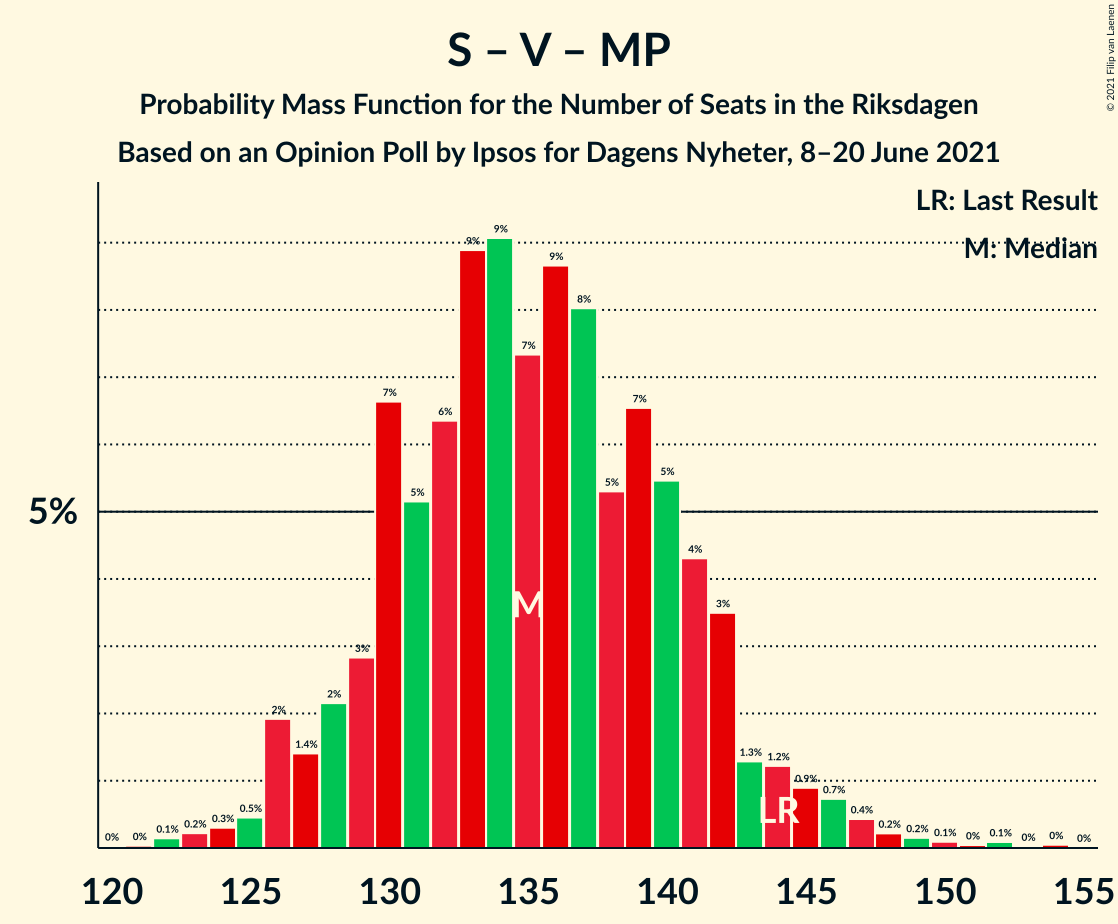 S – V – MP
Probability Mass Function for the Number of Seats in the Riksdagen
Based on an Opinion Poll by Ipsos for Dagens Nyheter, 8–20 June 2021
© 2021 Filip van Laenen
LR: Last Result
M: Median
5%
0% 0% 0.1% 0.2% 0.3% 0.5% 2% 1.4% 2% 3% 7% 5% 6% 9% 9% 7% 9% 8% 5% 7% 5% 4% 3% 1.3% 1.2% 0.9% 0.7% 0.4% 0.2% 0.2% 0.1% 0% 0.1% 0% 0% 0%
M
LR
120 125 130 135 140 145 150 155